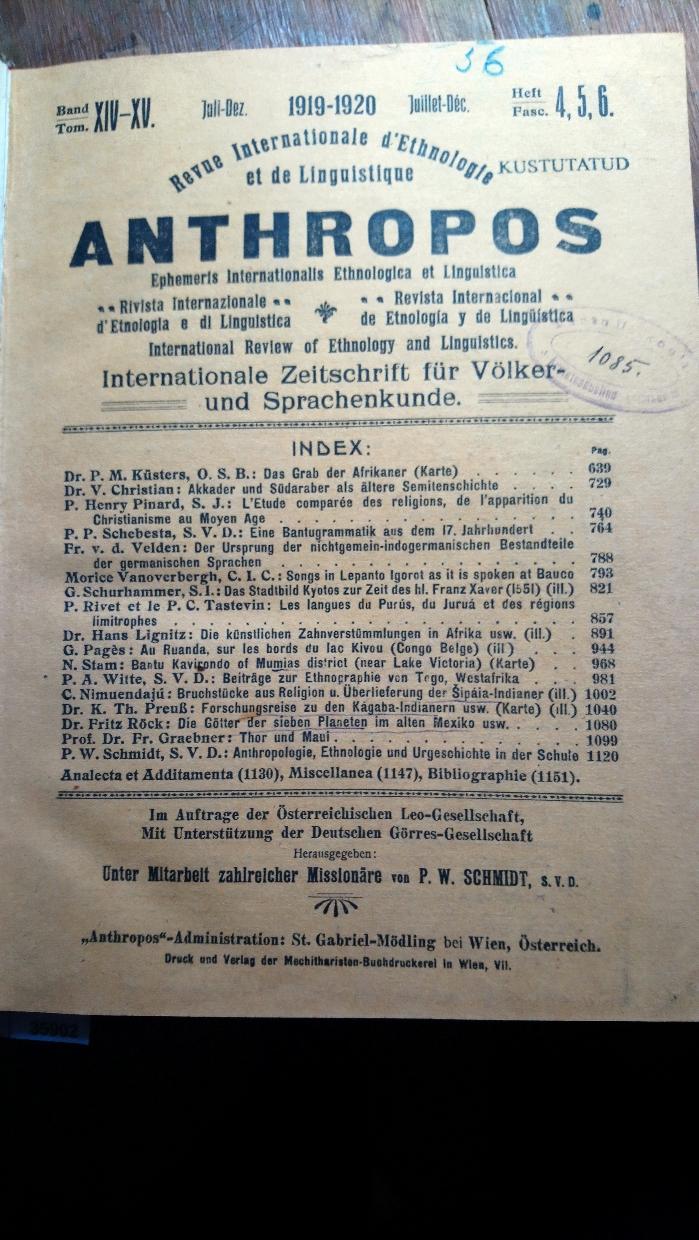 56
Band Tom. XIV–XV. Juli-Dez. 1919-1920 Juillet-Déc. Heft Fasc. 4, 5, 6.
Revue Internationale d'Ethnologie
et de Linguistique
KUSTUTATUD
ANTHROPOS
Ephemeris Internationalis Ethnologica et Linguistica
Rivista Internazionale
d'Etnologia e di Linguistica
Revista Internacional
de Etnología y de Lingüística
International Review of Ethnology and Linguistics.
1085.
Internationale Zeitschrift für Völker-
und Sprachenkunde.
INDEX:
Pag.
Dr. P. M. Küsters, O. S. B.: Das Grab der Afrikaner (Karte) . . . . . . 639
Dr. V. Christian: Akkader und Südaraber als ältere Semitenschichte . . . . 729
P. Henry Pinard, S. J.: L'Etude comparée des religions, de l'apparition du
Christianisme au Moyen Age . . . . . . . . . . . . 740
P. P. Schebesta, S. V. D.: Eine Bantugrammatik aus dem 17. Jahrhundert . . 764
Fr. v. d. Velden: Der Ursprung der nichtgemein-indogermanischen Bestandteile
der germanischen Sprachen . . . . . . . . . . . . 788
Morice Vanoverbergh, C. I. C.: Songs in Lepanto Igorot as it is spoken at Bauco 793
G. Schurhammer, S. I.: Das Stadtbild Kyotos zur Zeit des hl. Franz Xaver (1551) (ill.) 821
P. Rivet et le P. C. Tastevin: Les langues du Purús, du Juruá et des régions
limitrophes . . . . . . . . . . . . . . . 857
Dr. Hans Lignitz: Die künstlichen Zahnverstümmlungen in Afrika usw. (ill.) . 891
G. Pagès: Au Ruanda, sur les bords du lac Kivou (Congo Belge) (ill) . . . 944
N. Stam: Bantu Kavirondo of Mumias district (near Lake Victoria) (Karte) . . 968
P. A. Witte, S. V. D.: Beiträge zur Ethnographie von Togo, Westafrika . . . 981
C. Nimuendajú: Bruchstücke aus Religion u. Überlieferung der Šipáia-Indianer (ill.) 1002
Dr. K. Th. Preuß: Forschungsreise zu den Kágaba-Indianern usw. (Karte) (ill.) 1040
Dr. Fritz Röck: Die Götter der sieben Planeten im alten Mexiko usw. . . . . 1080
Prof. Dr. Fr. Graebner: Thor und Maui . . . . . . . . . . . 1099
P. W. Schmidt, S. V. D.: Anthropologie, Ethnologie und Urgeschichte in der Schule 1120
Analecta et Additamenta (1130), Miscellanea (1147), Bibliographie (1151).
Im Auftrage der Österreichischen Leo-Gesellschaft,
Mit Unterstützung der Deutschen Görres-Gesellschaft
Herausgegeben:
Unter Mitarbeit zahlreicher Missionäre von P. W. SCHMIDT, S. V. D.
„Anthropos“-Administration: St. Gabriel-Mödling bei Wien, Österreich.
Druck und Verlag der Mechitharisten-Buchdruckerei in Wien, VII.
35902